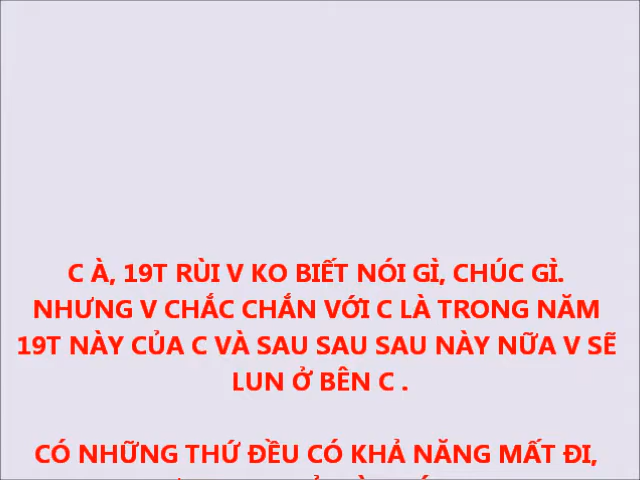 C À, 19T RÙI V KO BIẾT NÓI GÌ, CHÚC GÌ.
NHƯNG V CHẮC CHẮN VỚI C LÀ TRONG NĂM
19T NÀY CỦA C VÀ SAU SAU SAU NÀY NỮA V SẼ
LUN Ở BÊN C .
CÓ NHỮNG THỨ ĐỀU CÓ KHẢ NĂNG MẤT ĐI,